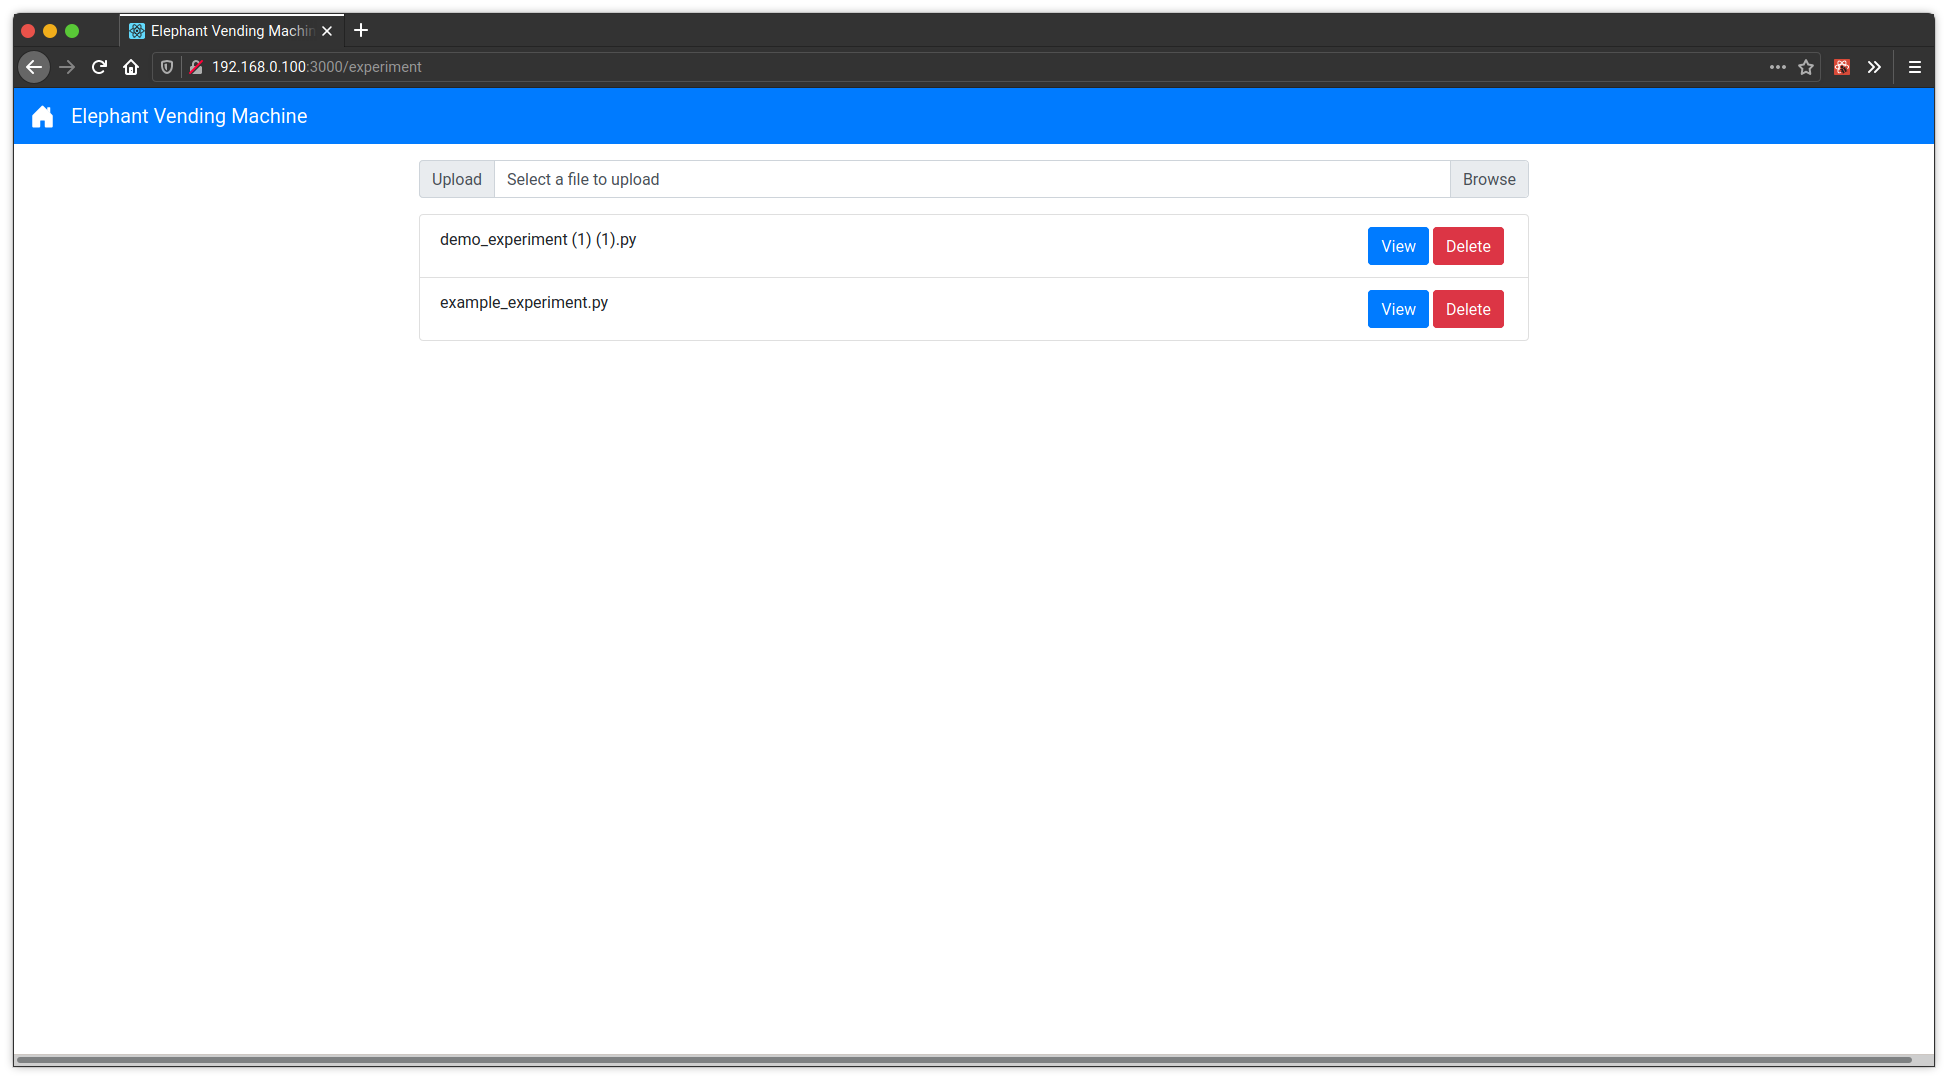 Elephant Vending Machin
192.168.0.100:3000/experiment
Elephant Vending Machine
Upload Select a file to upload Browse
demo_experiment (1) (1).py View Delete
example_experiment.py View Delete